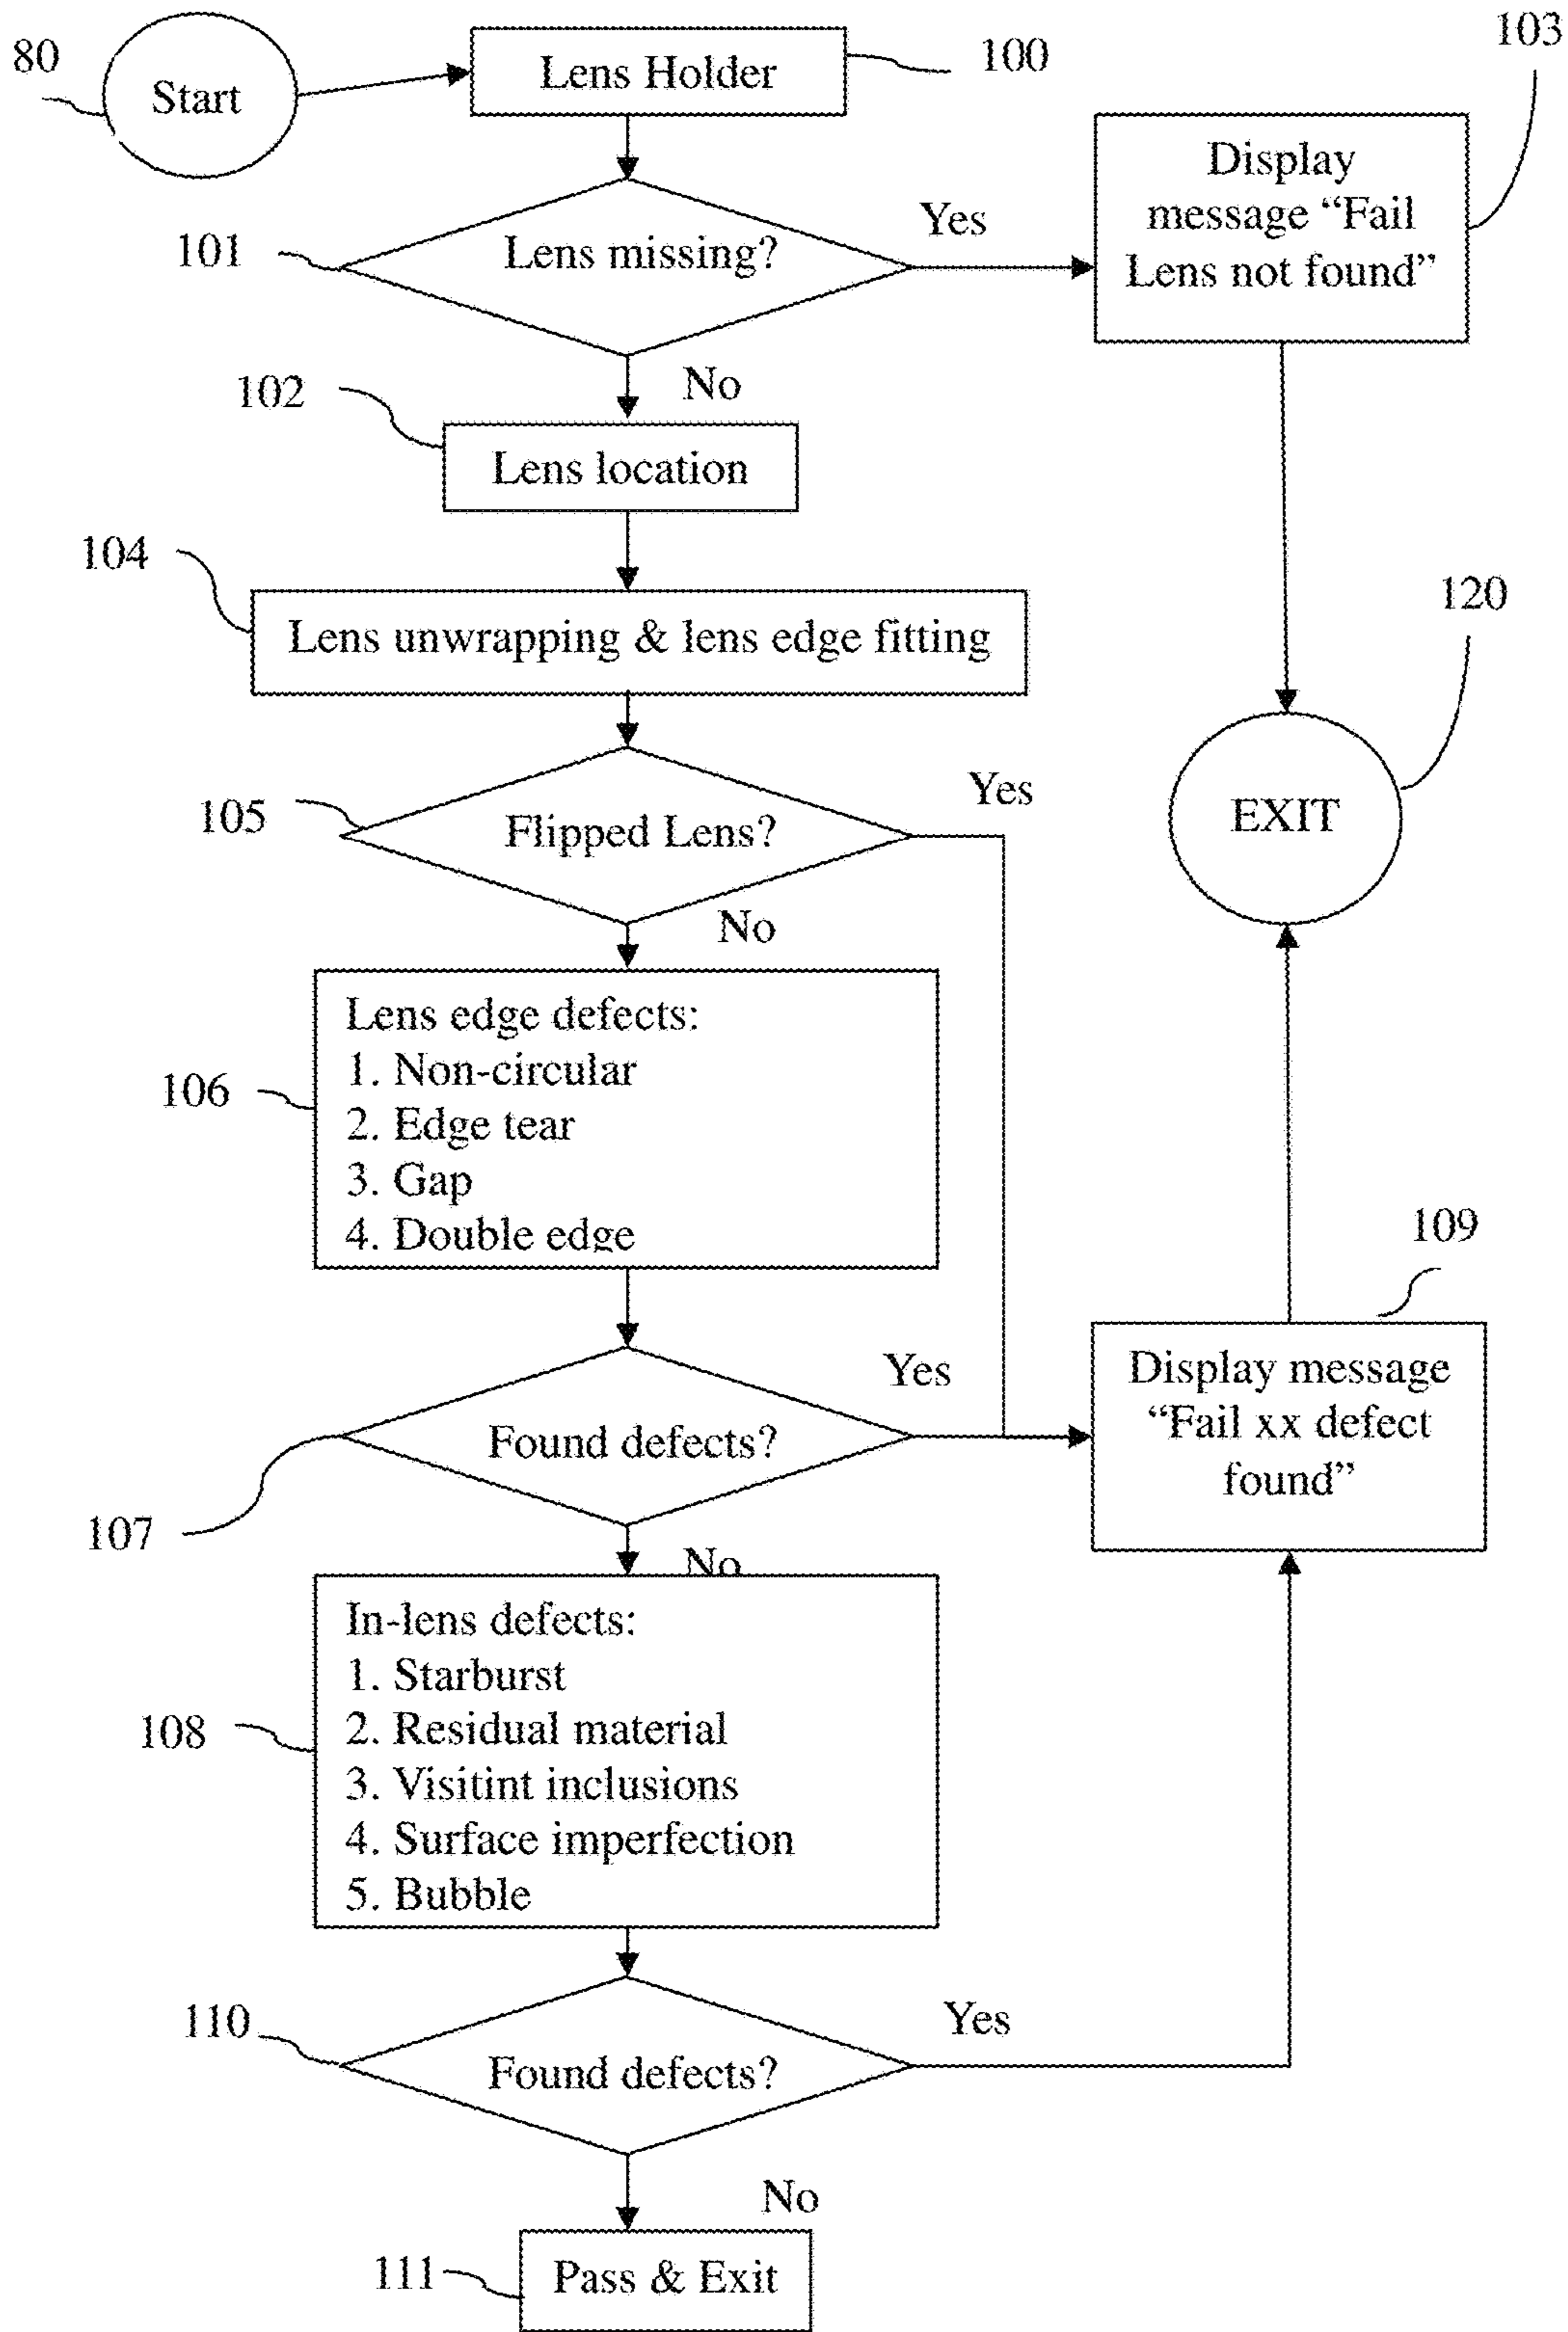 80
Start
Lens Holder
100
103
Display
message “Fail
Lens not found”
101
Lens missing?
Yes
No
102
Lens location
104
Lens unwrapping & lens edge fitting
120
EXIT
105
Flipped Lens?
Yes
No
106
Lens edge defects:
1. Non-circular
2. Edge tear
3. Gap
4. Double edge
109
Display message
“Fail xx defect
found”
107
Found defects?
Yes
No
108
In-lens defects:
1. Starburst
2. Residual material
3. Visitint inclusions
4. Surface imperfection
5. Bubble
110
Found defects?
Yes
No
111
Pass & Exit